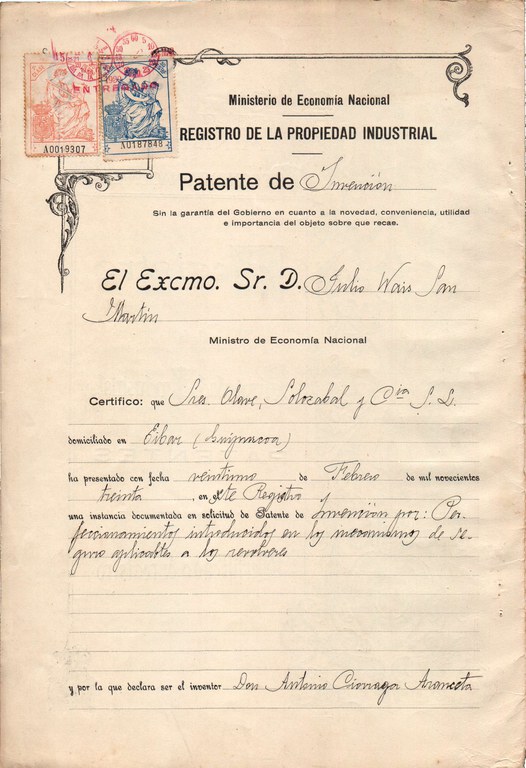 ENTREGADO
A0019307
A0187848
Ministerio de Economía Nacional
REGISTRO DE LA PROPIEDAD INDUSTRIAL
Patente de Invención
Sin la garantía del Gobierno en cuanto a la novedad, conveniencia, utilidad
e importancia del objeto sobre que recae.
El Excmo. Sr. D. Julio Wais San
Martín
Ministro de Economía Nacional
Certifico: que Sres. Olave, Solozabal y Cia S. L.
domiciliado en Eibar (Guipuzcoa)
ha presentado con fecha veintiuno de Febrero de mil novecientos
treinta, en este Registro
una instancia documentada en solicitud de Patente de Invención por: Per
feccionamientos introducidos en los mecanismos de se
guro aplicables a los revolveres
y por la que declara ser el inventor Don Antonio Aranceta